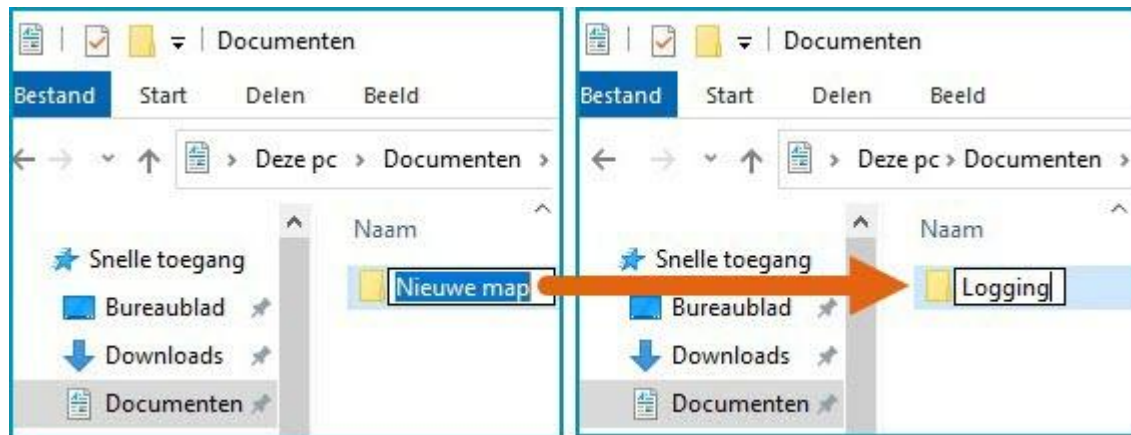 Documenten
Bestand Start Delen Beeld
Deze pc > Documenten >
Naam
Snelle toegang
Nieuwe map
Bureaublad
Downloads
Documenten
Documenten
Bestand Start Delen Beeld
Deze pc > Documenten >
Naam
Snelle toegang
Logging
Bureaublad
Downloads
Documenten